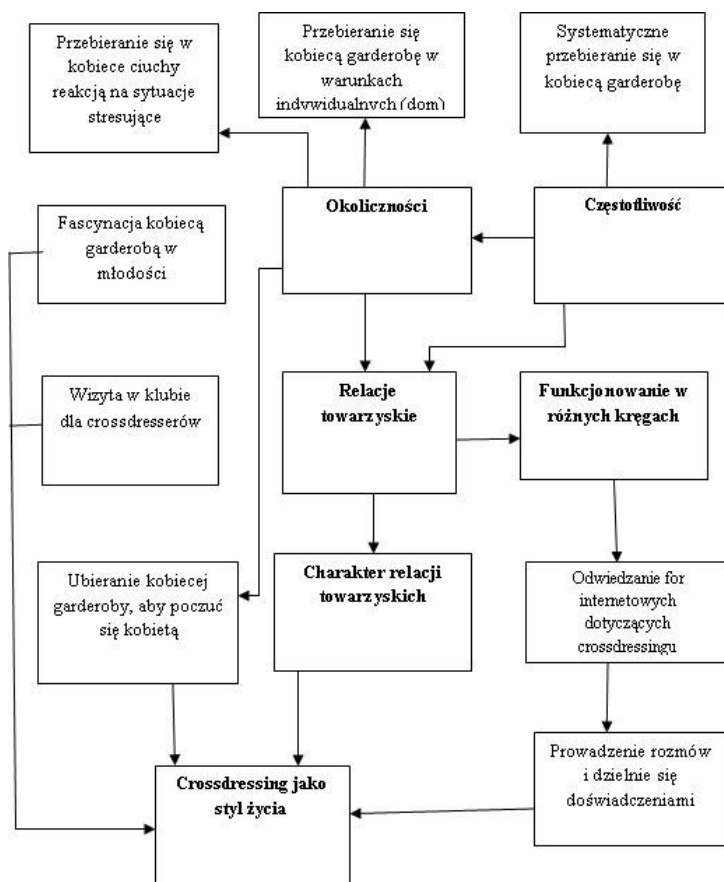 Przebieranie się w
kobiece ciuchy
reakcją na sytuacje
stresujące
Przebieranie się
kobiecą garderobę w
warunkach
indywidualnych (dom)
Systematyczne
przebieranie się w
kobiecą garderobę
Okoliczności
Częstotliwość
Fascynacja kobiecą
garderobą w
młodości
Relacje
towarzyskie
Funkcjonowanie w
różnych kręgach
Wizyta w klubie
dla crossdresserów
Ubieranie kobiecej
garderoby, aby poczuć
się kobietą
Charakter relacji
towarzyskich
Odwiedzanie for
internetowych
dotyczących
crossdressingu
Crossdressing jako
styl życia
Prowadzenie rozmów
i dzielnie się
doświadczeniami